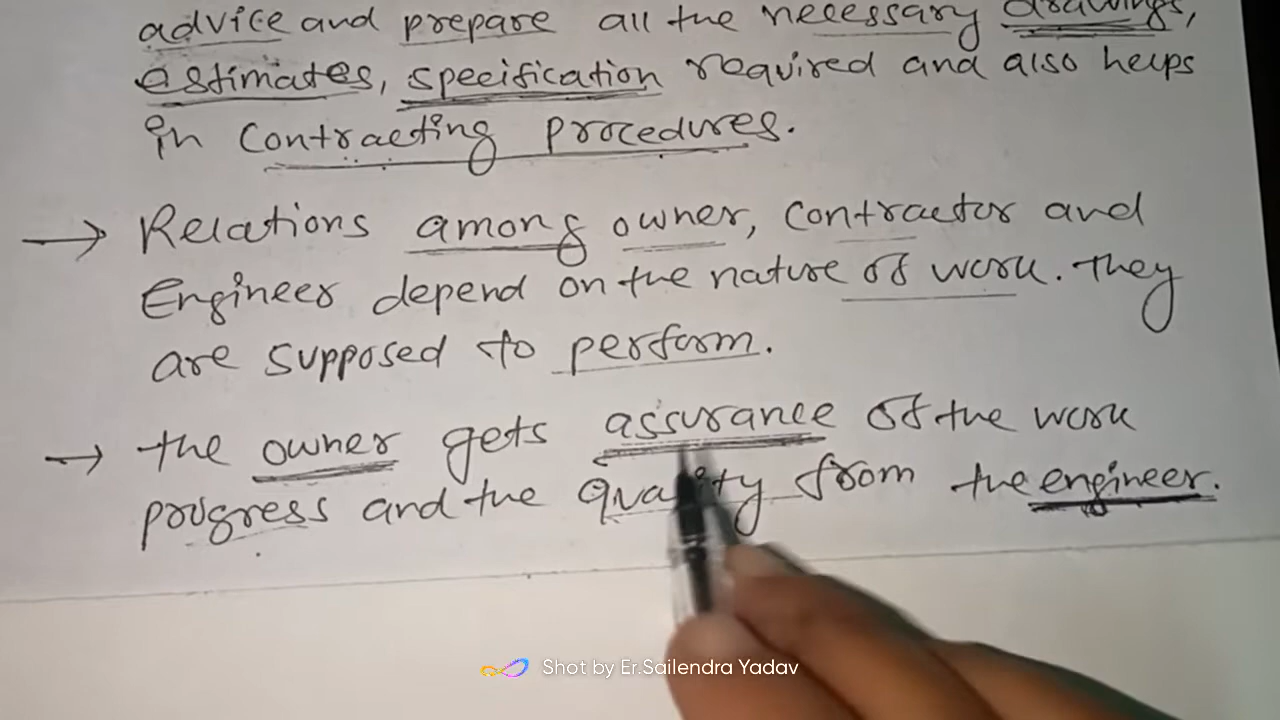 advice and prepare all the necessary drawings,
estimates, specification required and also helps
in contracting procedures.
→ Relations among owner, contractor and
Engineer depend on the nature of work. They
are supposed to perform.
→ the owner gets assurance of the work
progress and the quality from the engineer.
Shot by Er.Sailendra Yadav